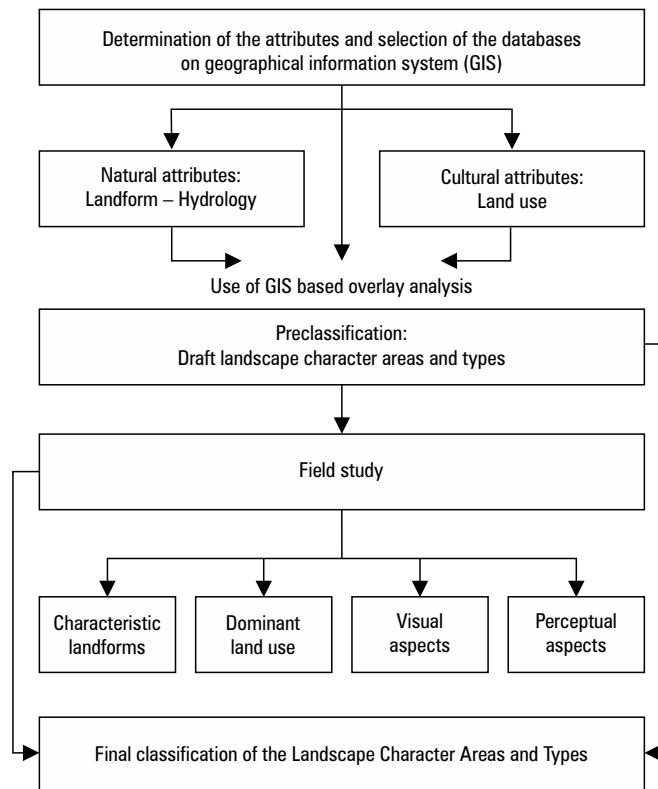 Determination of the attributes and selection of the databases
on geographical information system (GIS)
Natural attributes:
Landform – Hydrology
Cultural attributes:
Land use
Use of GIS based overlay analysis
Preclassification:
Draft landscape character areas and types
Field study
Characteristic
landforms
Dominant
land use
Visual
aspects
Perceptual
aspects
Final classification of the Landscape Character Areas and Types